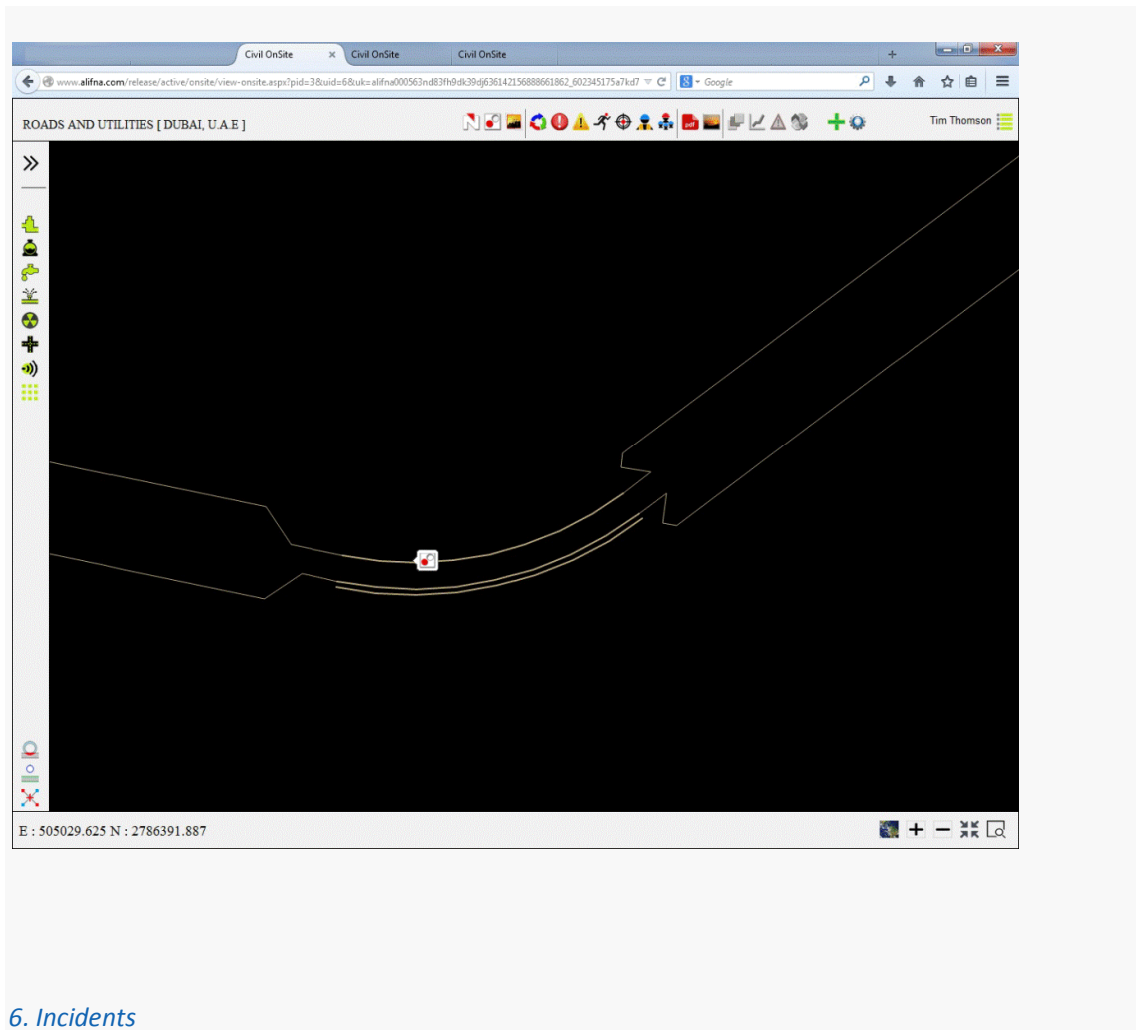 Civil OnSite × Civil OnSite Civil OnSite +
www.alifna.com/release/active/onsite/view-onsite.aspx?pid=3&uid=6&uk=alifna000563nd83fh9dk39dj636142156888661862_602345175a7kd7 Google
ROADS AND UTILITIES [ DUBAI, U.A.E ] pdf Tim Thomson
E : 505029.625 N : 2786391.887
6. Incidents